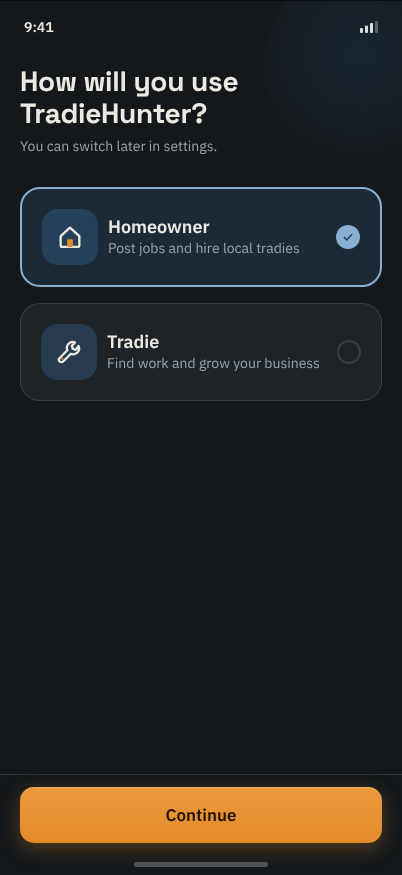 9:41
How will you use
TradieHunter?
You can switch later in settings.
Homeowner
Post jobs and hire local tradies
Tradie
Find work and grow your business
Continue